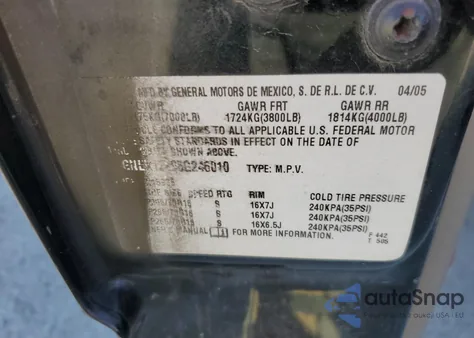 MFD BY GENERAL MOTORS DE MEXICO, S. DE R.L. DE C.V. 04/05
GVWR GAWR FRT GAWR RR
(7000LB) 1724KG(3800LB) 1814KG(4000LB)
CONFORMS TO ALL APPLICABLE U.S. FEDERAL MOTOR
SAFETY STANDARDS IN EFFECT ON THE DATE OF
SHOWN ABOVE.
TYPE: M.P.V.
SPEED RTG RIM COLD TIRE PRESSURE
S 16X7J 240KPA(35PSI)
S 16X7J 240KPA(35PSI)
S 16X6.5J 240KPA(35PSI)
MANUAL FOR MORE INFORMATION.
F 442
T 505
autoSnap